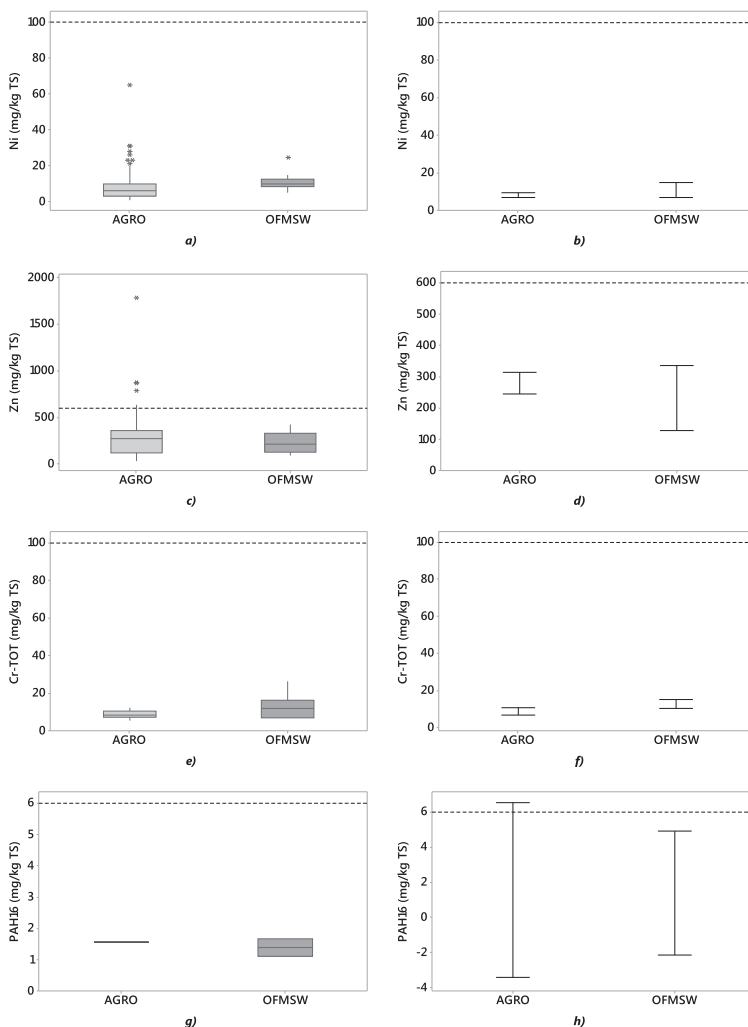 Ni (mg/kg TS)
100
80
60
40
20
0
AGRO OFMSW
a)
Ni (mg/kg TS)
100
80
60
40
20
0
AGRO OFMSW
b)
Zn (mg/kg TS)
2000
1500
1000
500
0
AGRO OFMSW
c)
Zn (mg/kg TS)
600
500
400
300
200
100
0
AGRO OFMSW
d)
Cr-TOT (mg/kg TS)
100
80
60
40
20
0
AGRO OFMSW
e)
Cr-TOT (mg/kg TS)
100
80
60
40
20
0
AGRO OFMSW
f)
PAH16 (mg/kg TS)
6
5
4
3
2
1
0
AGRO OFMSW
g)
PAH16 (mg/kg TS)
6
4
2
0
-2
-4
AGRO OFMSW
h)